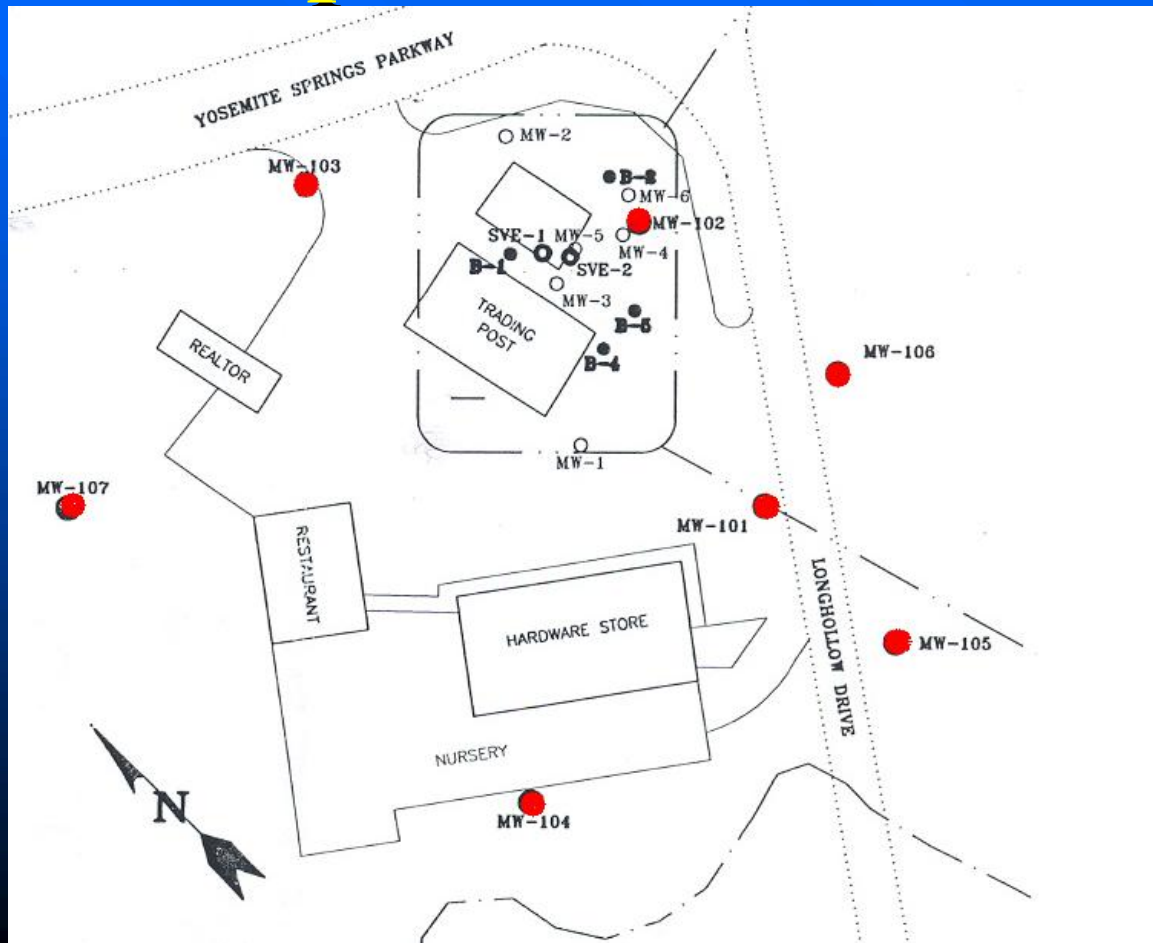 YOSEMITE SPRINGS PARKWAY
MW-2
MW-103
B-2
MW-6
MW-102
SVE-1
MW-5
MW-4
B-1
SVE-2
MW-3
TRADING
POST
B-5
B-4
REALTOR
MW-106
MW-1
MW-107
MW-101
RESTAURANT
HARDWARE STORE
LONGHOLLOW DRIVE
MW-105
NURSERY
N
MW-104